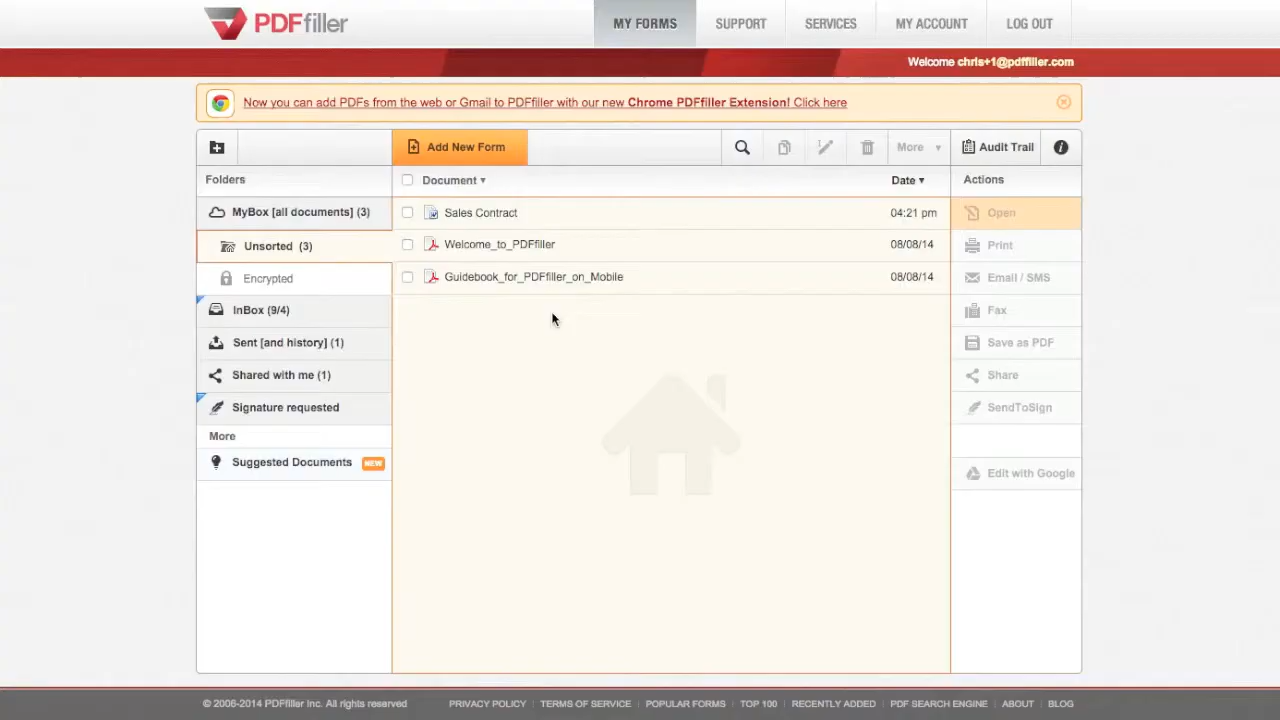 PDFfiller
MY FORMS SUPPORT SERVICES MY ACCOUNT LOG OUT
Welcome chris+1@pdffiller.com
Now you can add PDFs from the web or Gmail to PDFfiller with our new Chrome PDFfiller Extension! Click here
Add New Form More Audit Trail
Folders Document Date Actions
MyBox [all documents] (3) Sales Contract 04:21 pm Open
Unsorted (3) Welcome_to_PDFfiller 08/08/14 Print
Encrypted Guidebook_for_PDFfiller_on_Mobile 08/08/14 Email / SMS
InBox (9/4) Fax
Sent [and history] (1) Save as PDF
Shared with me (1) Share
Signature requested SendToSign
More
Suggested Documents NEW Edit with Google
© 2006-2014 PDFfiller Inc. All rights reserved PRIVACY POLICY | TERMS OF SERVICE | POPULAR FORMS | TOP 100 | RECENTLY ADDED | PDF SEARCH ENGINE | ABOUT | BLOG